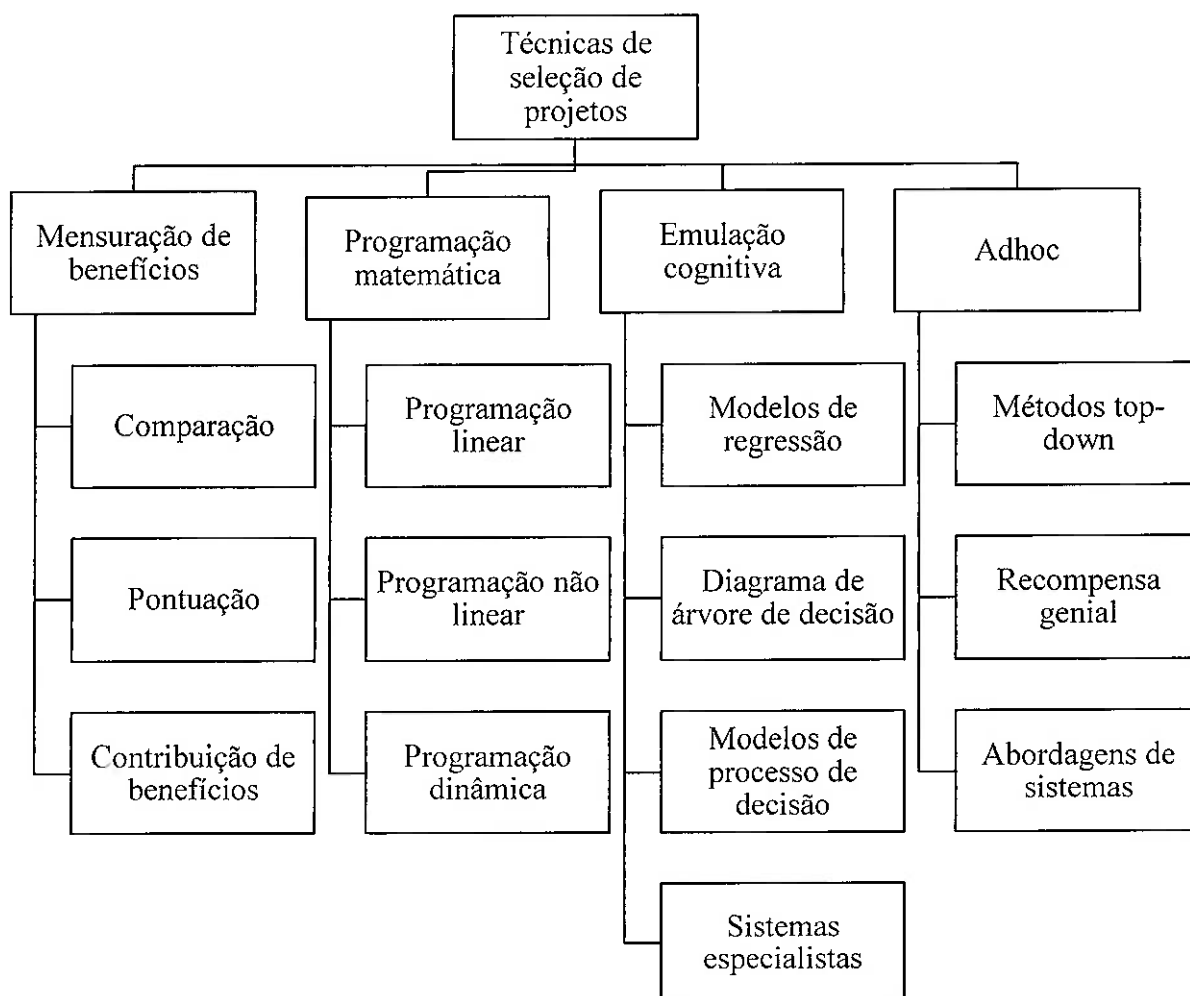 Técnicas de
seleção de
projetos
Mensuração de
benefícios
Programação
matemática
Emulação
cognitiva
Adhoc
Comparação
Programação
linear
Modelos de
regressão
Métodos top-
down
Pontuação
Programação não
linear
Diagrama de
árvore de decisão
Recompensa
genial
Contribuição de
benefícios
Programação
dinâmica
Modelos de
processo de
decisão
Abordagens de
sistemas
Sistemas
especialistas